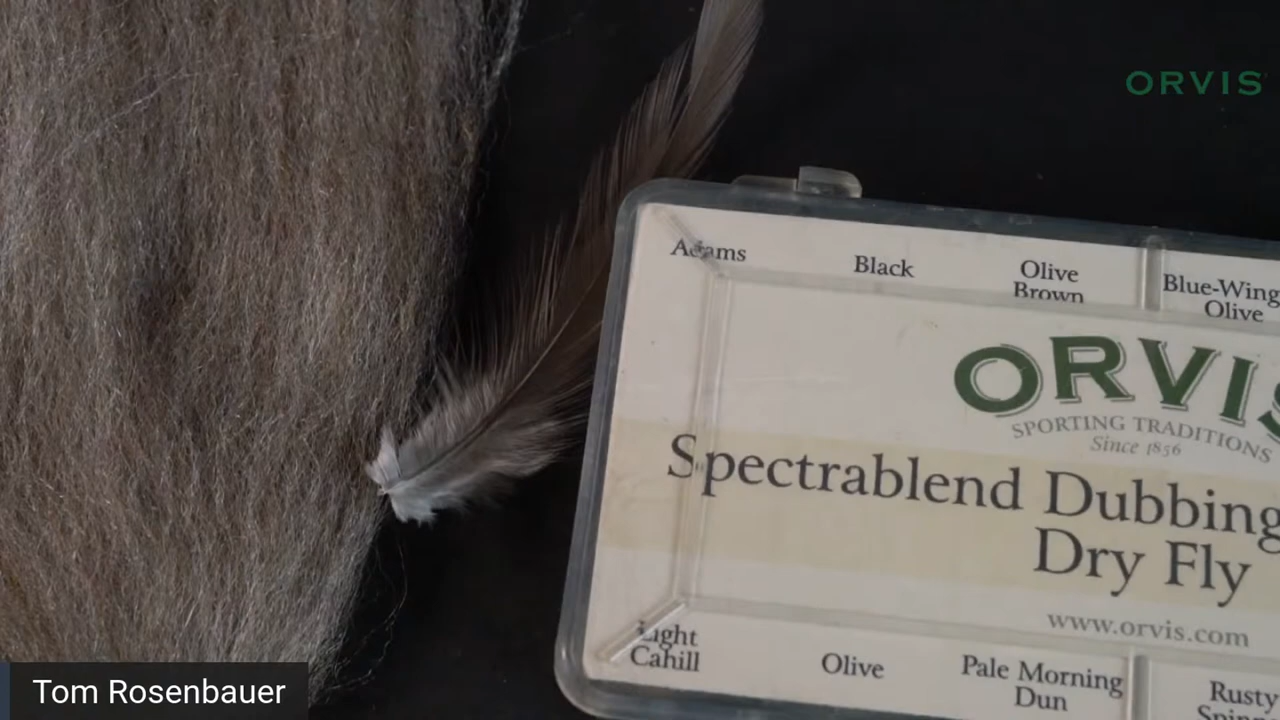 ORVIS
Adams
Black
Olive
Brown
Blue-Wing
Olive
ORVIS
SPORTING TRADITIONS
Since 1856
Spectrablend Dubbing
Dry Fly
www.orvis.com
Light
Cahill
Olive
Pale Morning
Dun
Rusty
Tom Rosenbauer